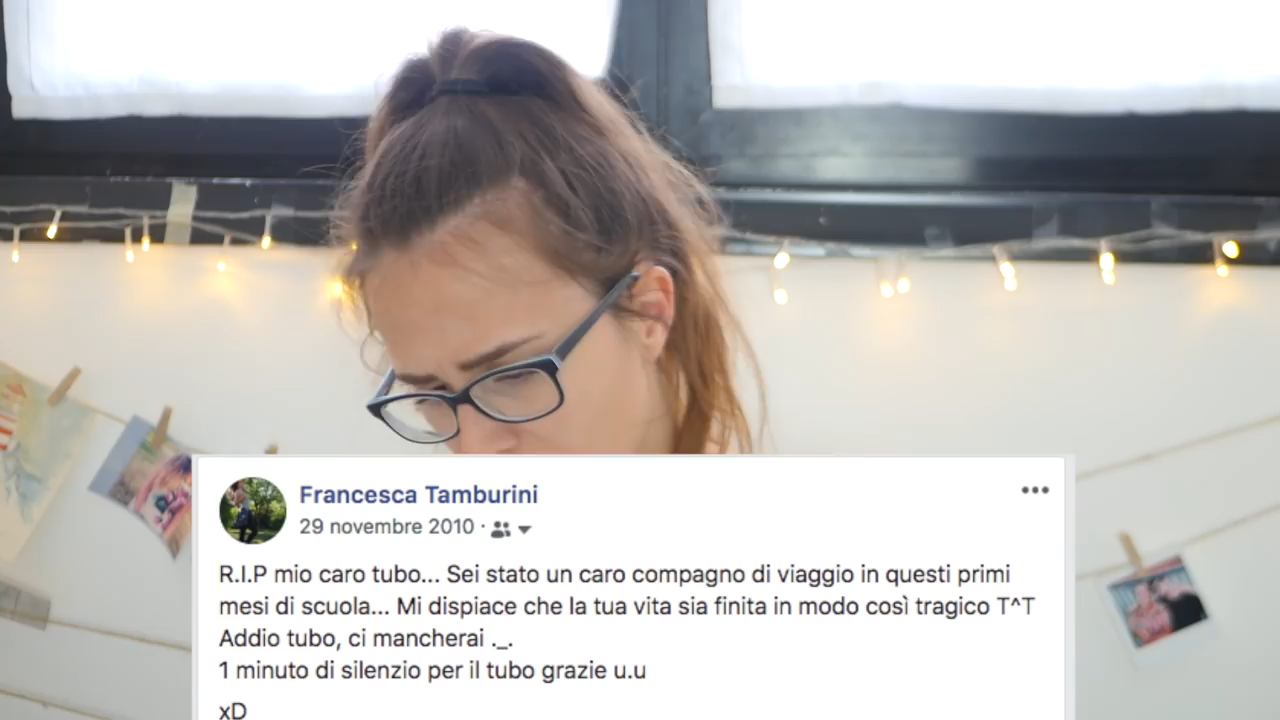 Francesca Tamburini
29 novembre 2010 ·
R.I.P mio caro tubo... Sei stato un caro compagno di viaggio in questi primi
mesi di scuola... Mi dispiace che la tua vita sia finita in modo così tragico T^T
Addio tubo, ci mancherai ._.
1 minuto di silenzio per il tubo grazie u.u
xD